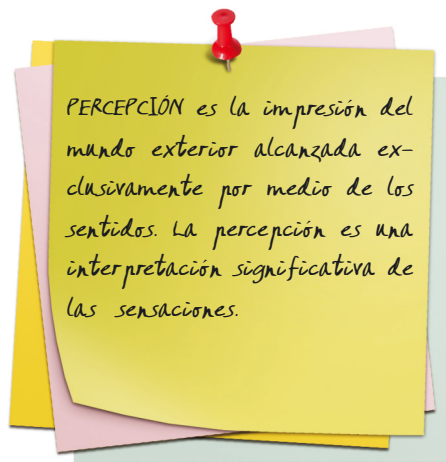 PERCEPCIÓN es la impresión del
mundo exterior alcanzada ex-
clusivamente por medio de los
sentidos. La percepción es una
interpretación significativa de
las sensaciones.